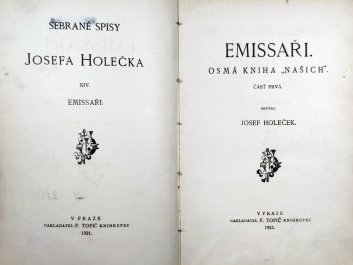 SEBRANÉ SPISY
JOSEFA HOLEČKA
XIV.
EMISSAŘI.
V PRAZE
NAKLADATEL F. TOPIČ KNIHKUPEC
1921.
EMISSAŘI.
OSMÁ KNIHA „NAŠICH".
ČÁST PRVÁ.
NEPSAL
JOSEF HOLEČEK.
V PRAZE
NAKLADATEL F. TOPIČ KNIHKUPEC
1921.